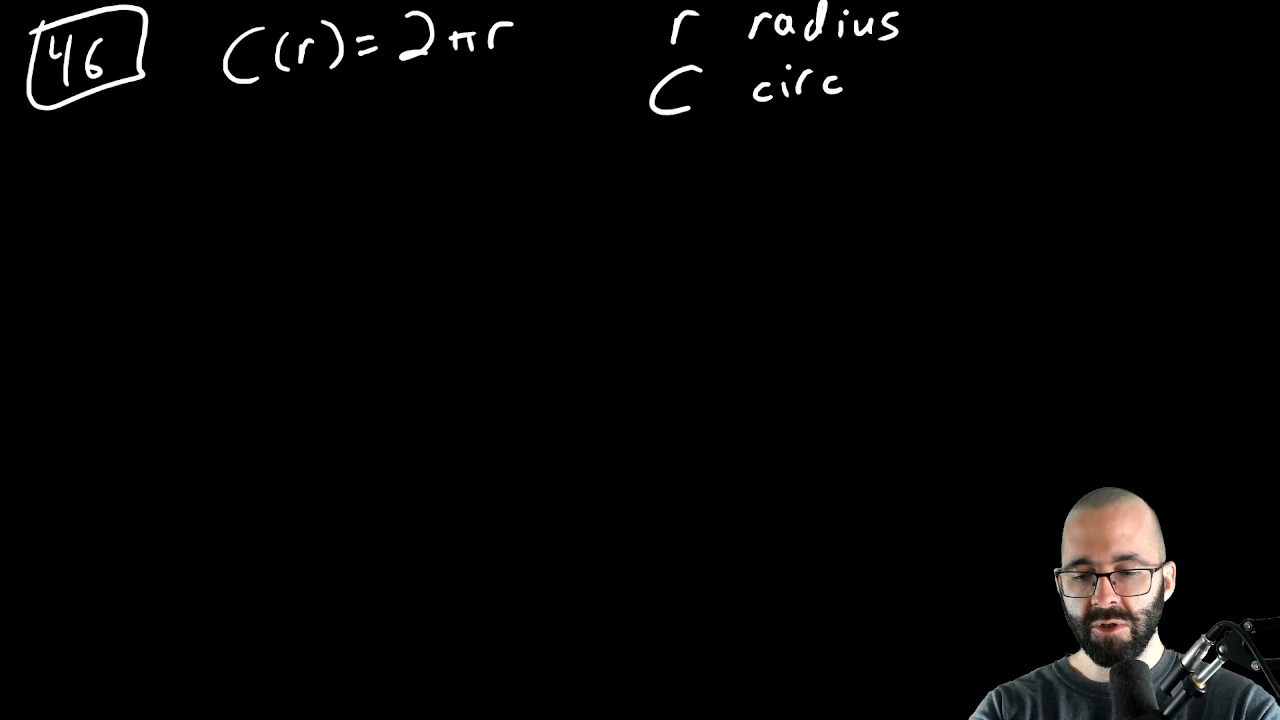 46 C(r) = 2πr
r radius
C circ